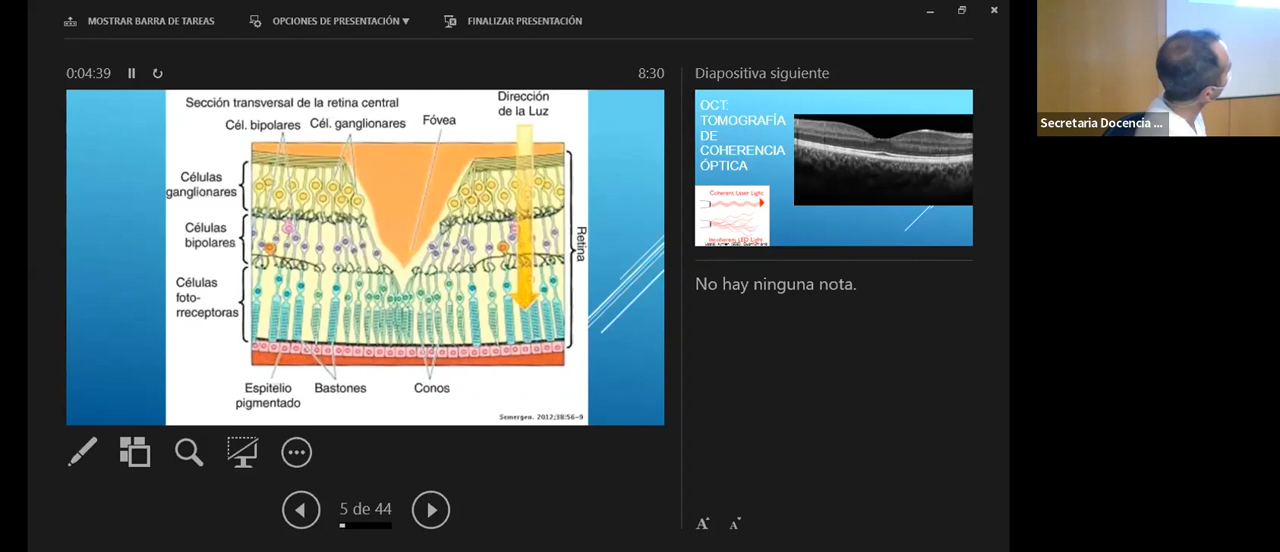 MOSTRAR BARRA DE TAREAS
OPCIONES DE PRESENTACIÓN ▼
FINALIZAR PRESENTACIÓN
0:04:39
8:30
Sección transversal de la retina central
Cél. bipolares
Cél. ganglionares
Fóvea
Dirección
de la Luz
Células
ganglionares
Células
bipolares
Células
foto-
rreceptoras
Retina
Espitelio
pigmentado
Bastones
Conos
Semergen. 2012;38:56-9
Diapositiva siguiente
OCT:
TOMOGRAFÍA
DE
COHERENCIA
ÓPTICA
Coherent Laser Light
Incoherent LED Light
No hay ninguna nota.
5 de 44
A A
Secretaria Docencia ...